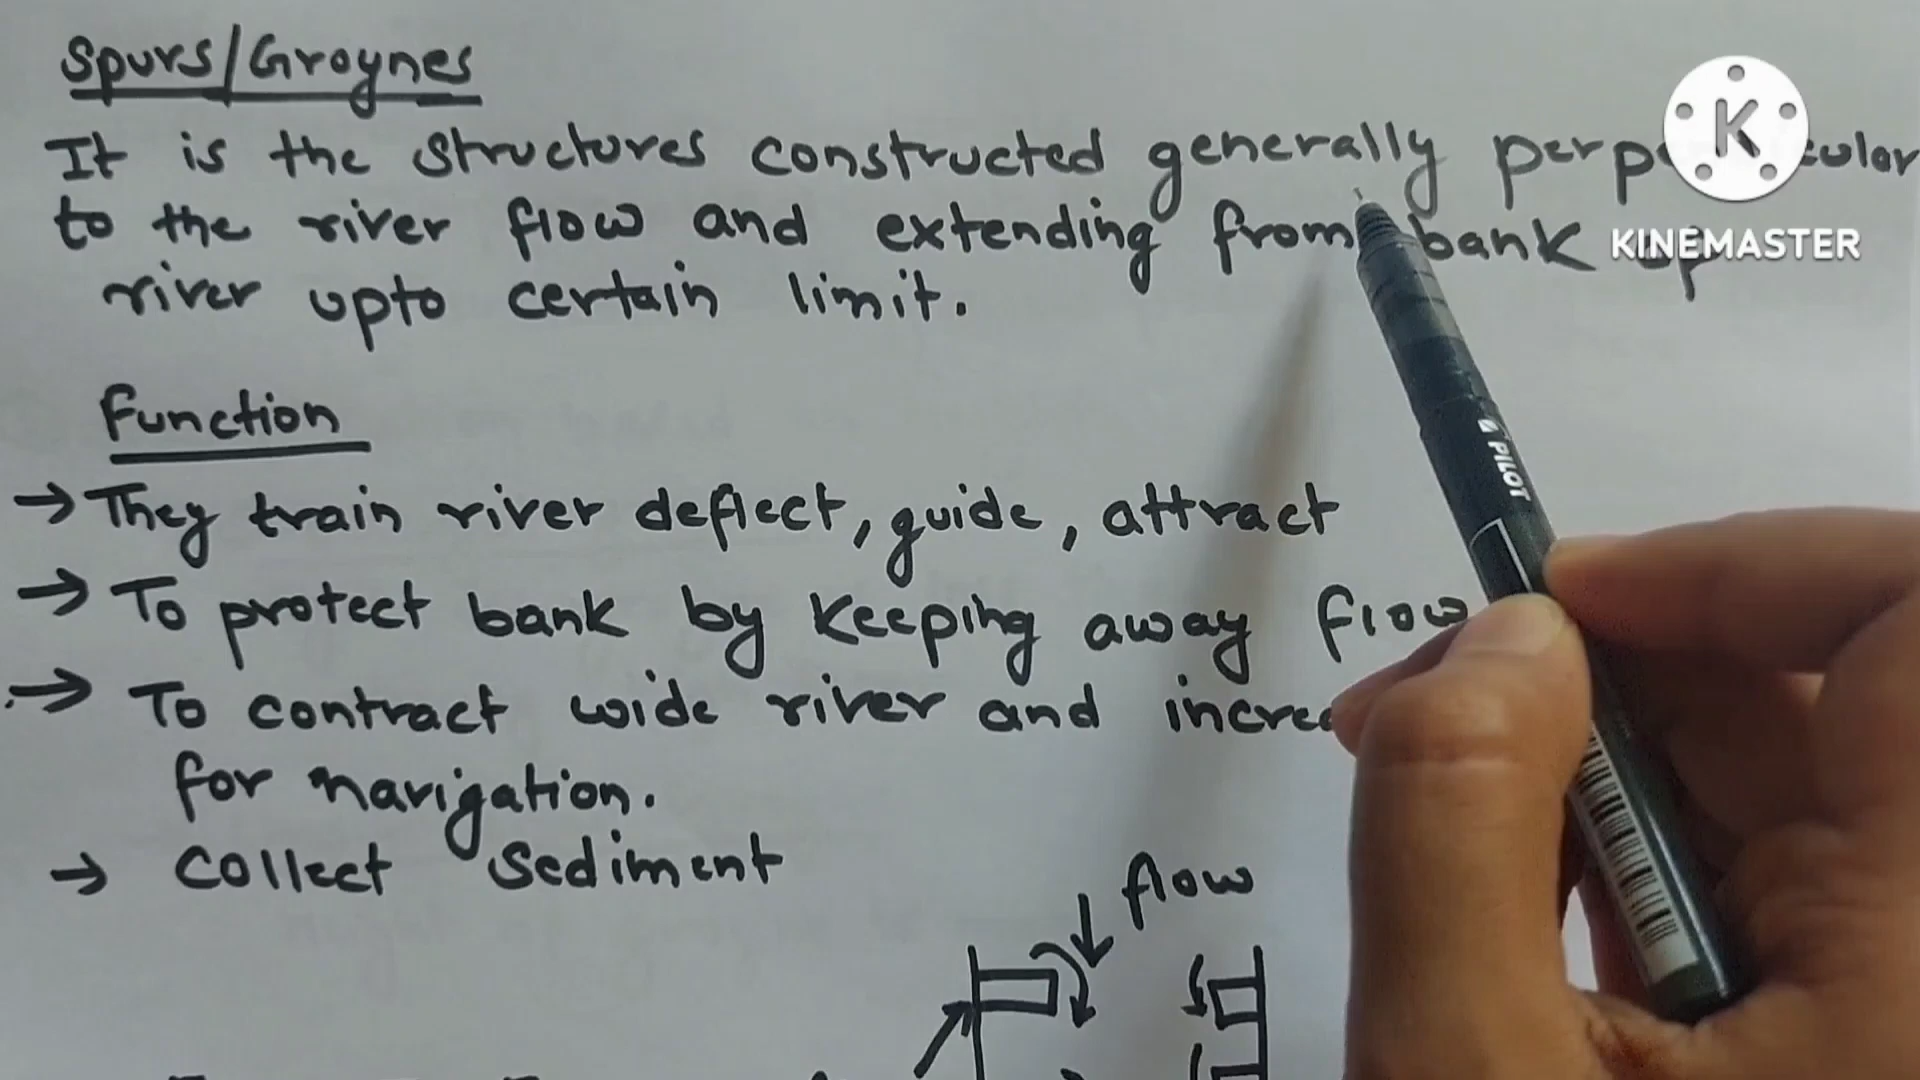 Spurs/Groynes
It is the structures constructed generally
to the river flow and extending from bank of
river upto certain limit.
Function
→ They train river deflect, guide, attract
→ To protect bank by keeping away flow
→ To contract wide river and
for navigation.
→ Collect Sediment
flow
K
KINEMASTER
PILOT